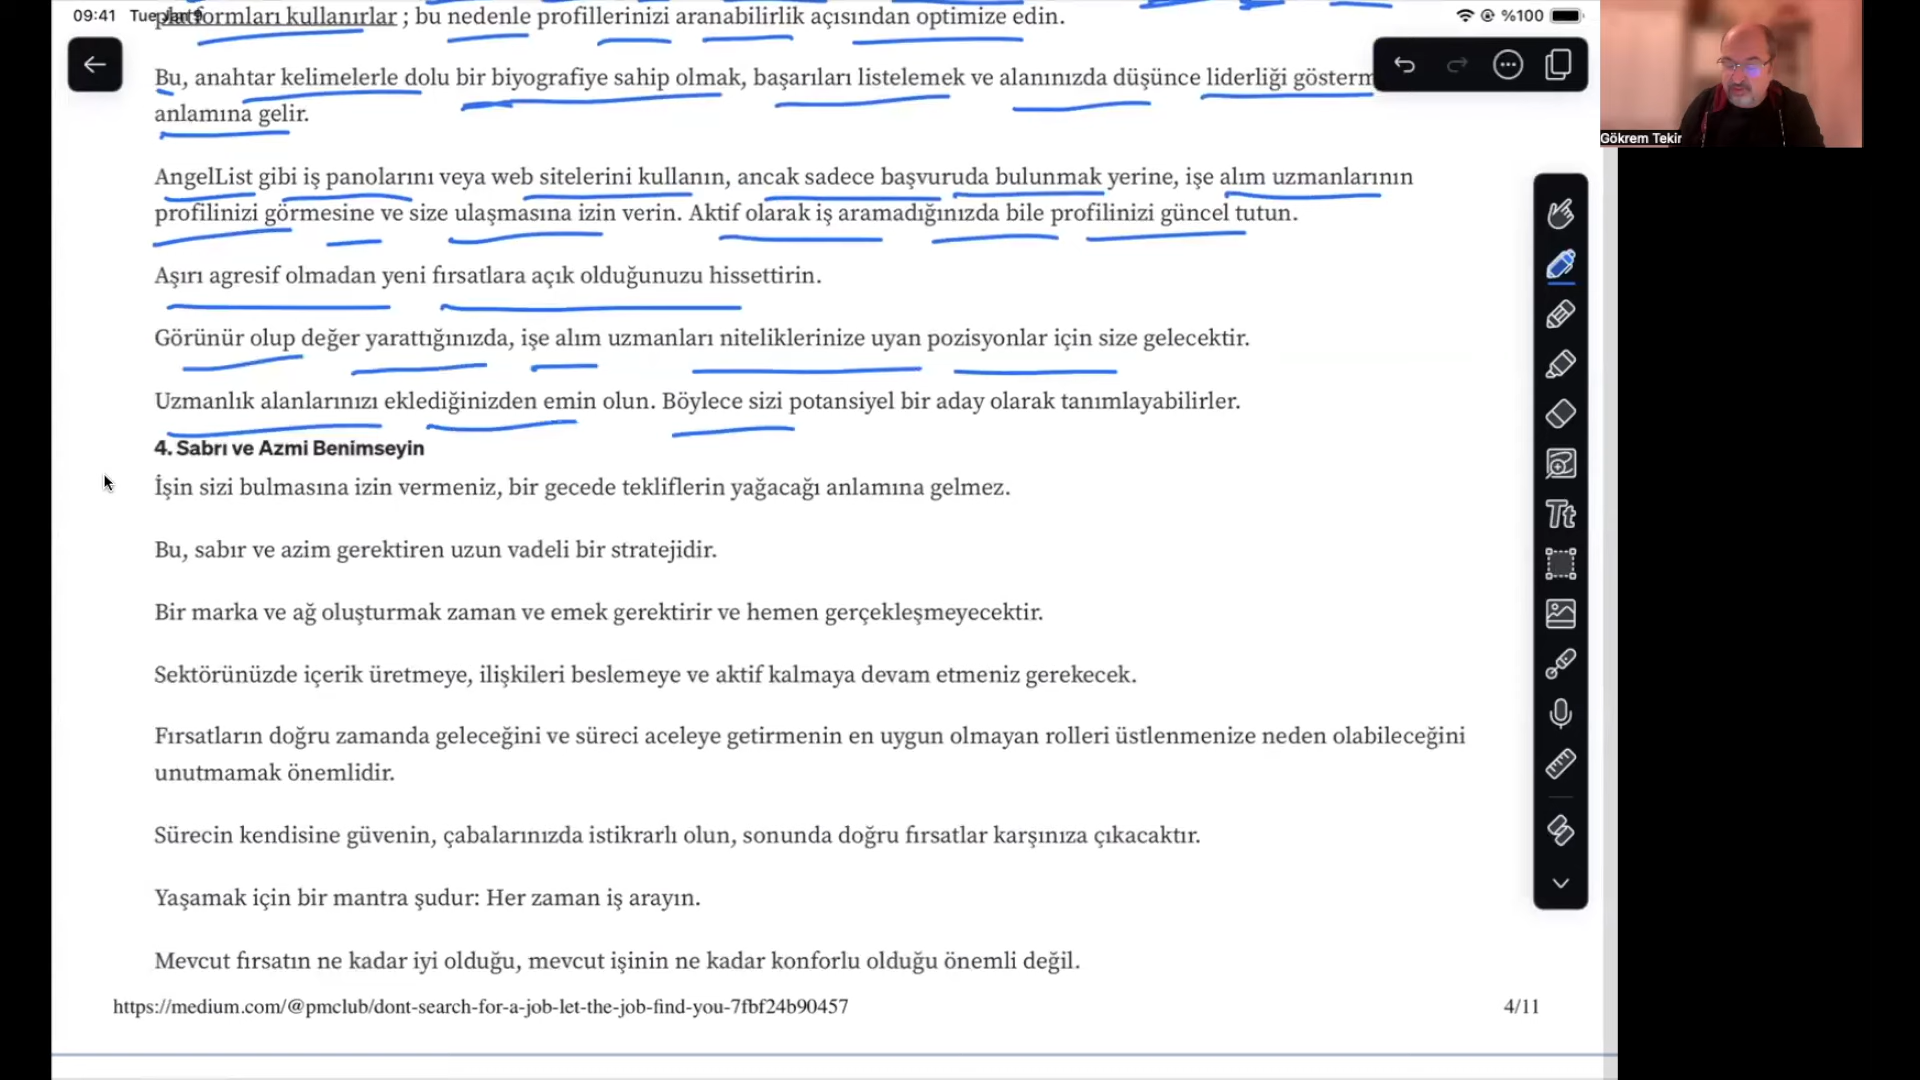 09:41 Tue Jan 9
%100
platformları kullanırlar ; bu nedenle profillerinizi aranabilirlik açısından optimize edin.
Bu, anahtar kelimelerle dolu bir biyografiye sahip olmak, başarıları listelemek ve alanınızda düşünce liderliği gösterm
anlamına gelir.
AngelList gibi iş panolarını veya web sitelerini kullanın, ancak sadece başvuruda bulunmak yerine, işe alım uzmanlarının
profilinizi görmesine ve size ulaşmasına izin verin. Aktif olarak iş aramadığınızda bile profilinizi güncel tutun.
Aşırı agresif olmadan yeni fırsatlara açık olduğunuzu hissettirin.
Görünür olup değer yarattığınızda, işe alım uzmanları niteliklerinize uyan pozisyonlar için size gelecektir.
Uzmanlık alanlarınızı eklediğinizden emin olun. Böylece sizi potansiyel bir aday olarak tanımlayabilirler.
4. Sabrı ve Azmi Benimseyin
İşin sizi bulmasına izin vermeniz, bir gecede tekliflerin yağacağı anlamına gelmez.
Bu, sabır ve azim gerektiren uzun vadeli bir stratejidir.
Bir marka ve ağ oluşturmak zaman ve emek gerektirir ve hemen gerçekleşmeyecektir.
Sektörünüzde içerik üretmeye, ilişkileri beslemeye ve aktif kalmaya devam etmeniz gerekecek.
Fırsatların doğru zamanda geleceğini ve süreci aceleye getirmenin en uygun olmayan rolleri üstlenmenize neden olabileceğini
unutmamak önemlidir.
Sürecin kendisine güvenin, çabalarınızda istikrarlı olun, sonunda doğru fırsatlar karşınıza çıkacaktır.
Yaşamak için bir mantra şudur: Her zaman iş arayın.
Mevcut fırsatın ne kadar iyi olduğu, mevcut işinin ne kadar konforlu olduğu önemli değil.
https://medium.com/@pmclub/dont-search-for-a-job-let-the-job-find-you-7fbf24b90457
4/11
Tt
Gökrem Tekir